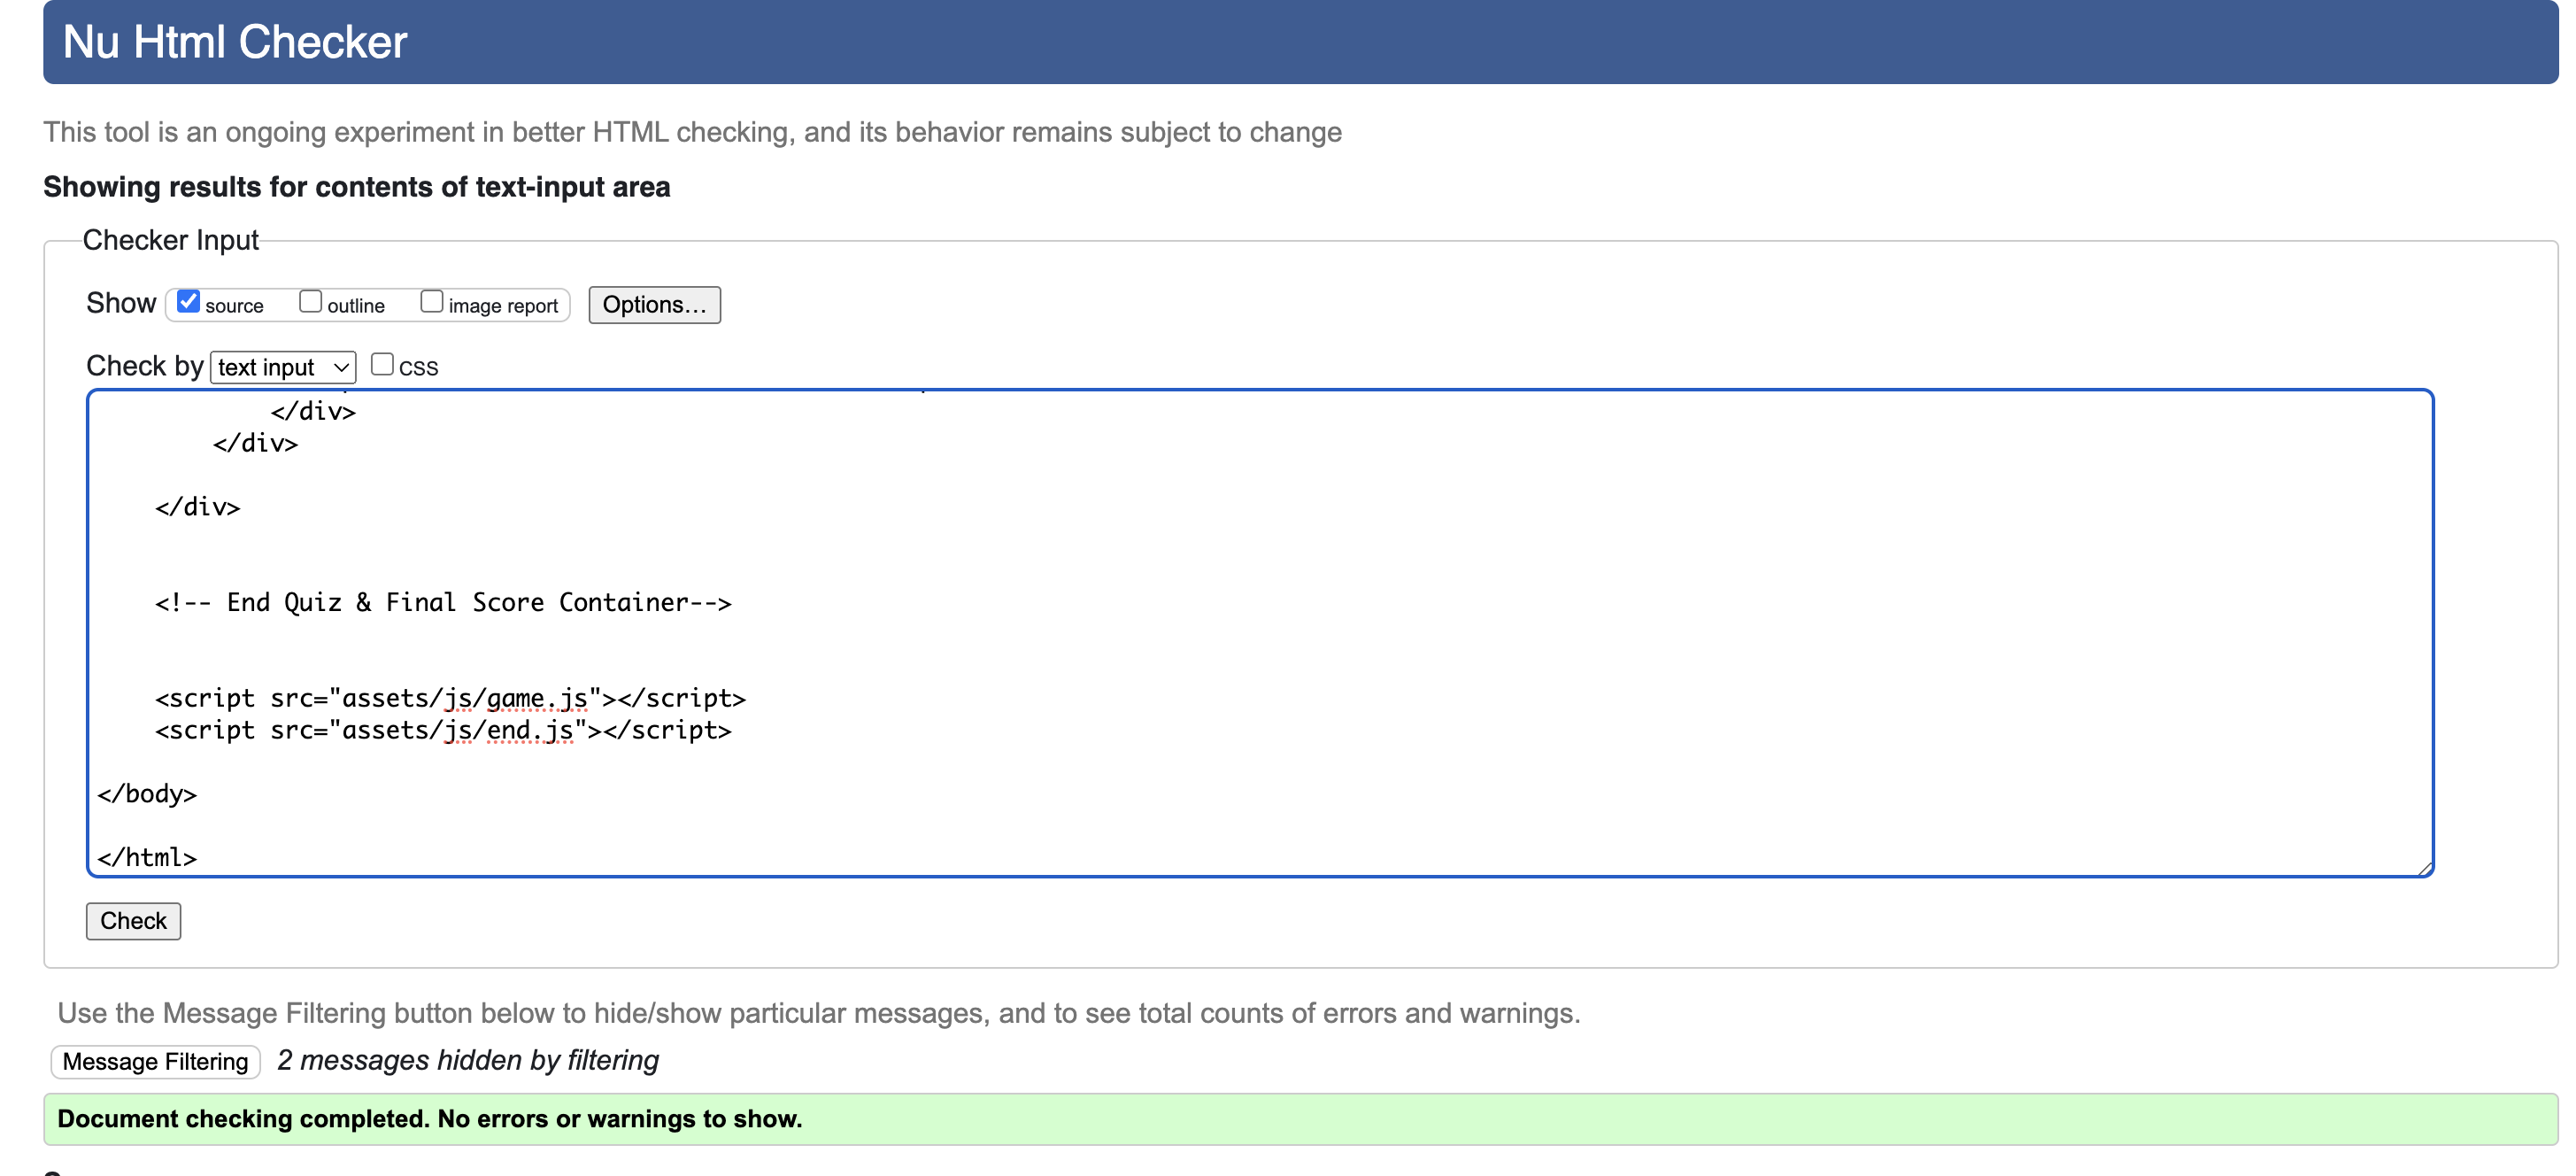 Nu Html Checker
This tool is an ongoing experiment in better HTML checking, and its behavior remains subject to change
Showing results for contents of text-input area
Checker Input
Show source outline image report Options...
Check by text input css
</div>
</div>
</div>
<!-- End Quiz & Final Score Container-->
<script src="assets/js/game.js"></script>
<script src="assets/js/end.js"></script>
</body>
</html>
Check
Use the Message Filtering button below to hide/show particular messages, and to see total counts of errors and warnings.
Message Filtering 2 messages hidden by filtering
Document checking completed. No errors or warnings to show.